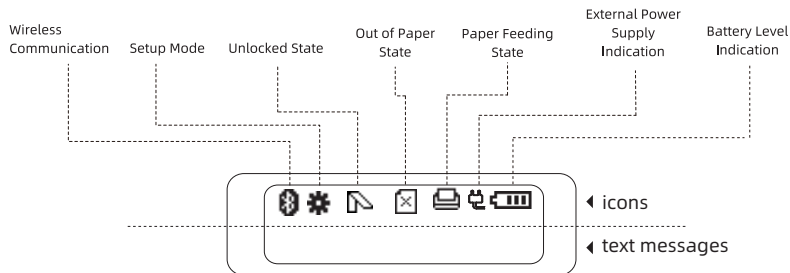 Wireless
Communication
Setup Mode
Unlocked State
Out of Paper
State
Paper Feeding
State
External Power
Supply
Indication
Battery Level
Indication
icons
text messages